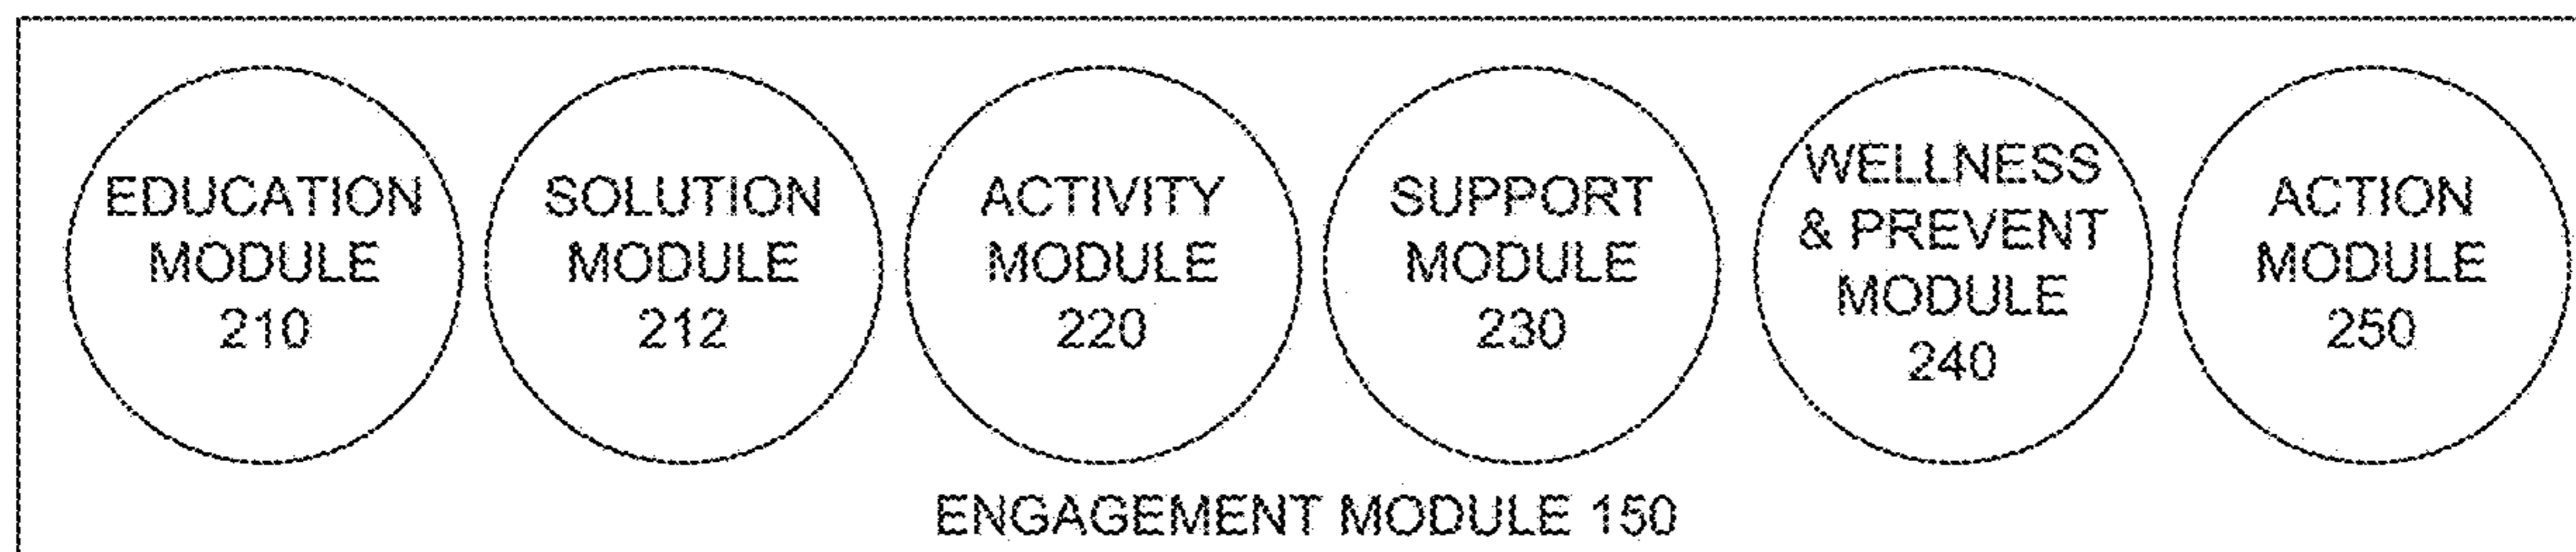 EDUCATION
MODULE
210
SOLUTION
MODULE
212
ACTIVITY
MODULE
220
SUPPORT
MODULE
230
WELLNESS
& PREVENT
MODULE
240
ACTION
MODULE
250
ENGAGEMENT MODULE 150